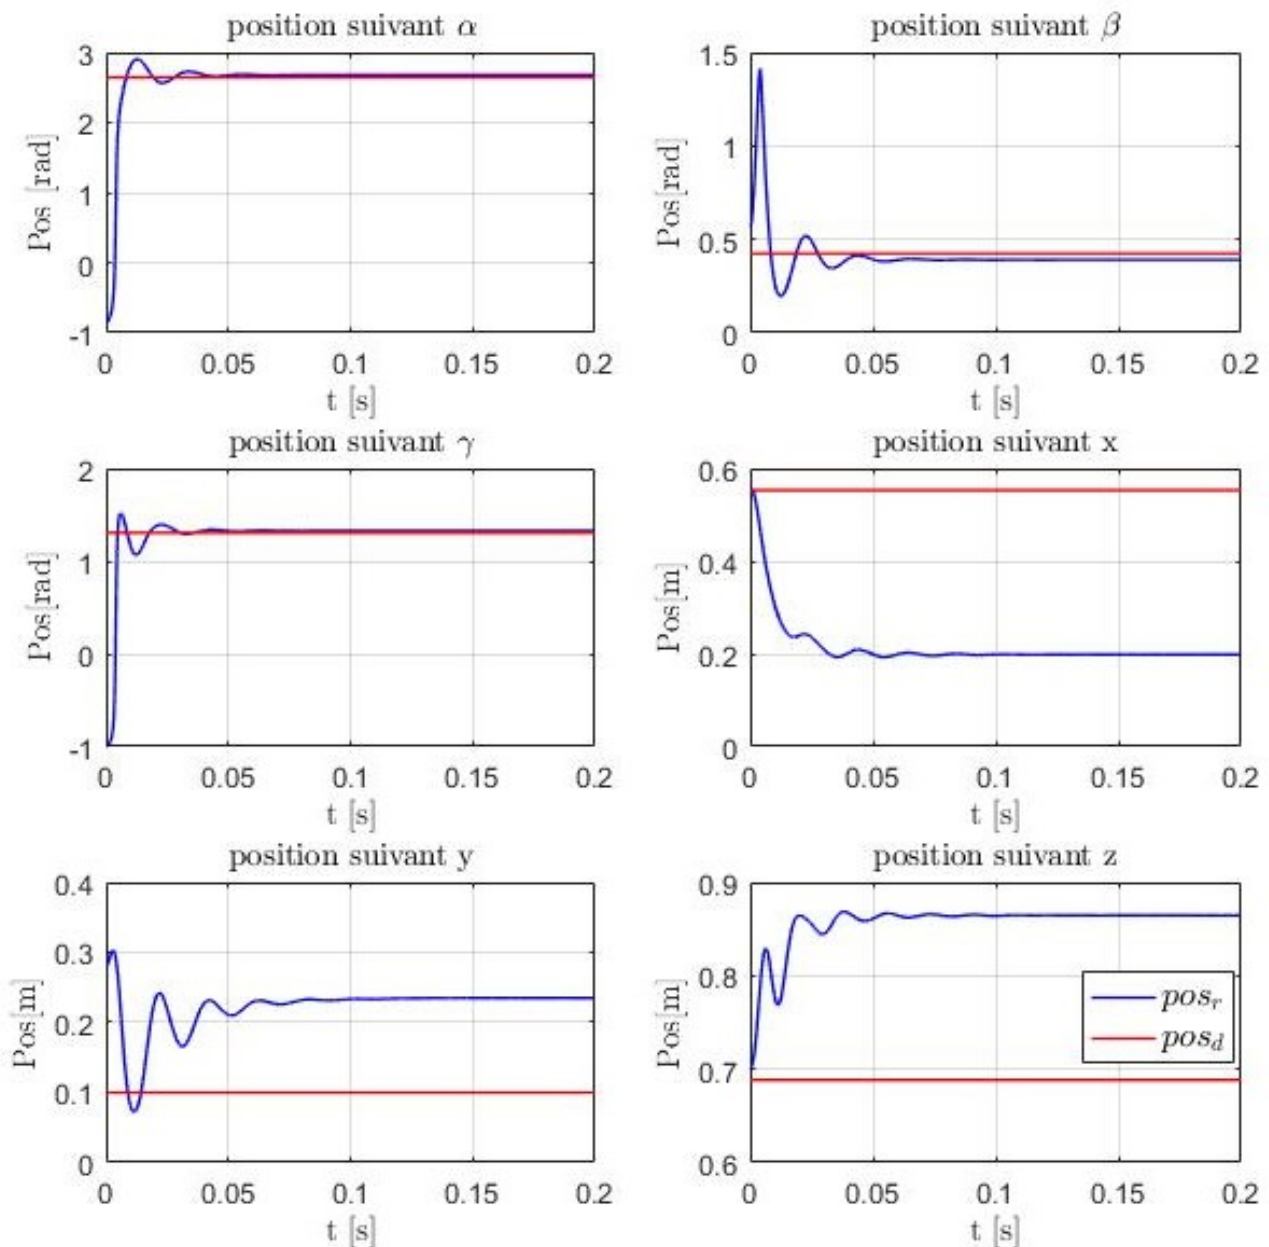 position suivant α
Pos [rad]
3
2
1
0
-1
0 0.05 0.1 0.15 0.2
t [s]
position suivant β
Pos[rad]
1.5
1
0.5
0
0 0.05 0.1 0.15 0.2
t [s]
position suivant γ
Pos[rad]
2
1
0
-1
0 0.05 0.1 0.15 0.2
t [s]
position suivant x
Pos[m]
0.6
0.4
0.2
0
0 0.05 0.1 0.15 0.2
t [s]
position suivant y
Pos[m]
0.4
0.3
0.2
0.1
0
0 0.05 0.1 0.15 0.2
t [s]
position suivant z
Pos[m]
0.9
0.8
0.7
0.6
0 0.05 0.1 0.15 0.2
t [s]
pos_r
pos_d